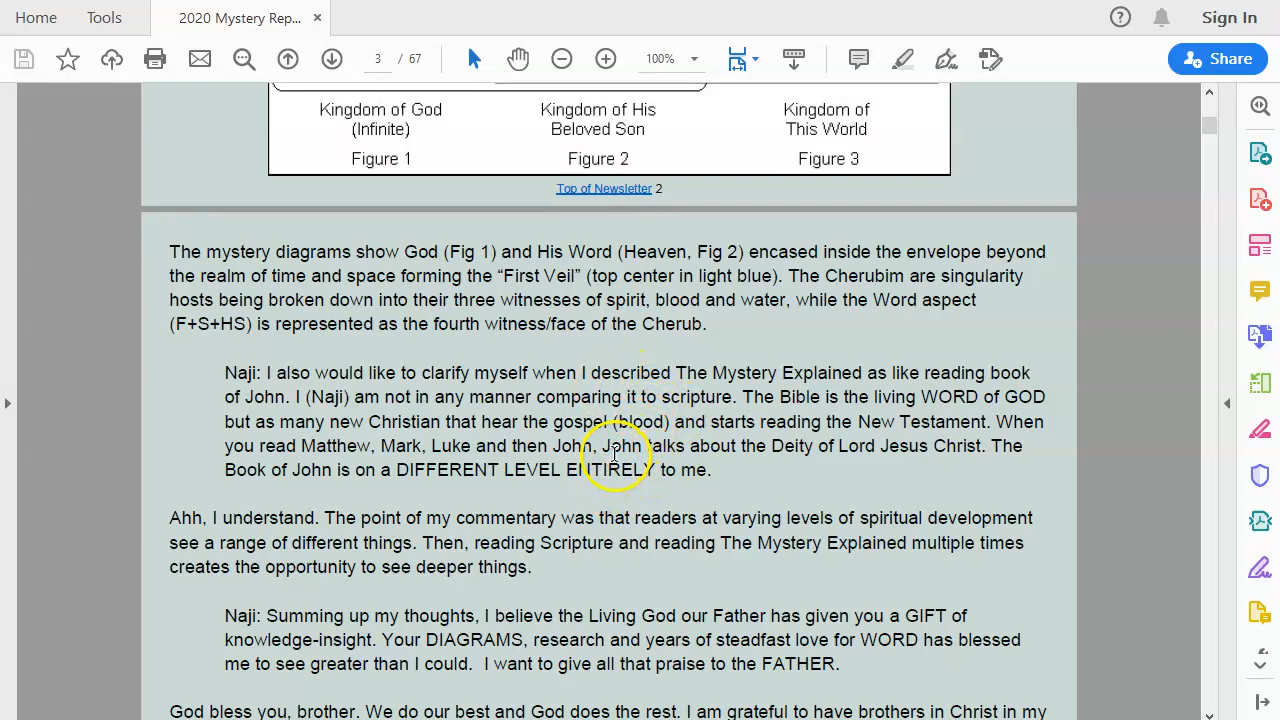 Home Tools 2020 Mystery Rep... × Sign In
3 / 67 100% Share
Kingdom of God Kingdom of His Kingdom of
(Infinite) Beloved Son This World
Figure 1 Figure 2 Figure 3
Top of Newsletter 2
The mystery diagrams show God (Fig 1) and His Word (Heaven, Fig 2) encased inside the envelope beyond
the realm of time and space forming the “First Veil” (top center in light blue). The Cherubim are singularity
hosts being broken down into their three witnesses of spirit, blood and water, while the Word aspect
(F+S+HS) is represented as the fourth witness/face of the Cherub.
Naji: I also would like to clarify myself when I described The Mystery Explained as like reading book
of John. I (Naji) am not in any manner comparing it to scripture. The Bible is the living WORD of GOD
but as many new Christian that hear the gospel (blood) and starts reading the New Testament. When
you read Matthew, Mark, Luke and then John, John talks about the Deity of Lord Jesus Christ. The
Book of John is on a DIFFERENT LEVEL ENTIRELY to me.
Ahh, I understand. The point of my commentary was that readers at varying levels of spiritual development
see a range of different things. Then, reading Scripture and reading The Mystery Explained multiple times
creates the opportunity to see deeper things.
Naji: Summing up my thoughts, I believe the Living God our Father has given you a GIFT of
knowledge-insight. Your DIAGRAMS, research and years of steadfast love for WORD has blessed
me to see greater than I could. I want to give all that praise to the FATHER.
God bless you, brother. We do our best and God does the rest. I am grateful to have brothers in Christ in my